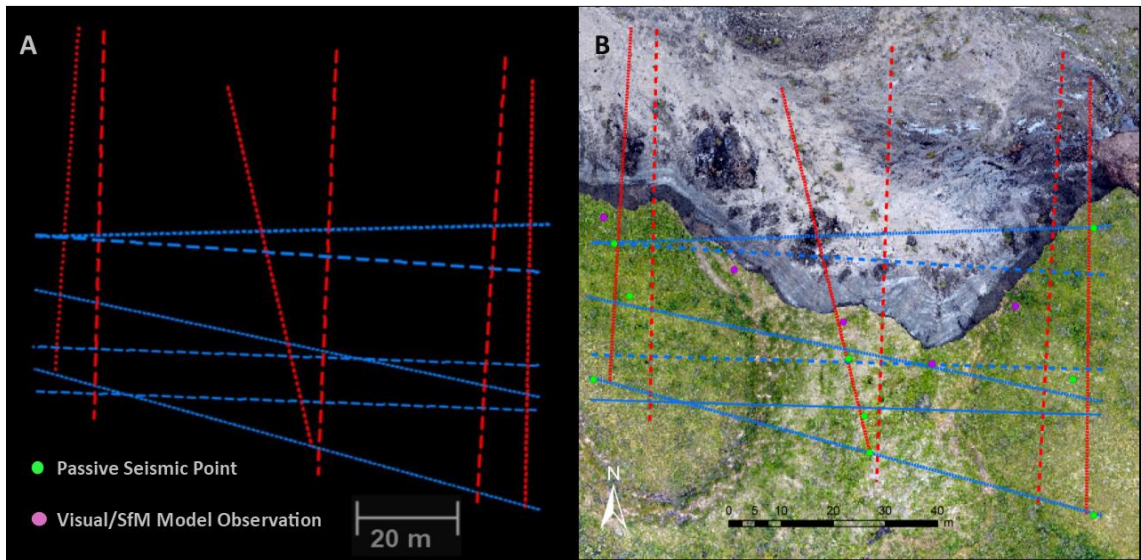 A
B
Passive Seismic Point
Visual/SfM Model Observation
20 m
N
0 5 10 20 30 40
m